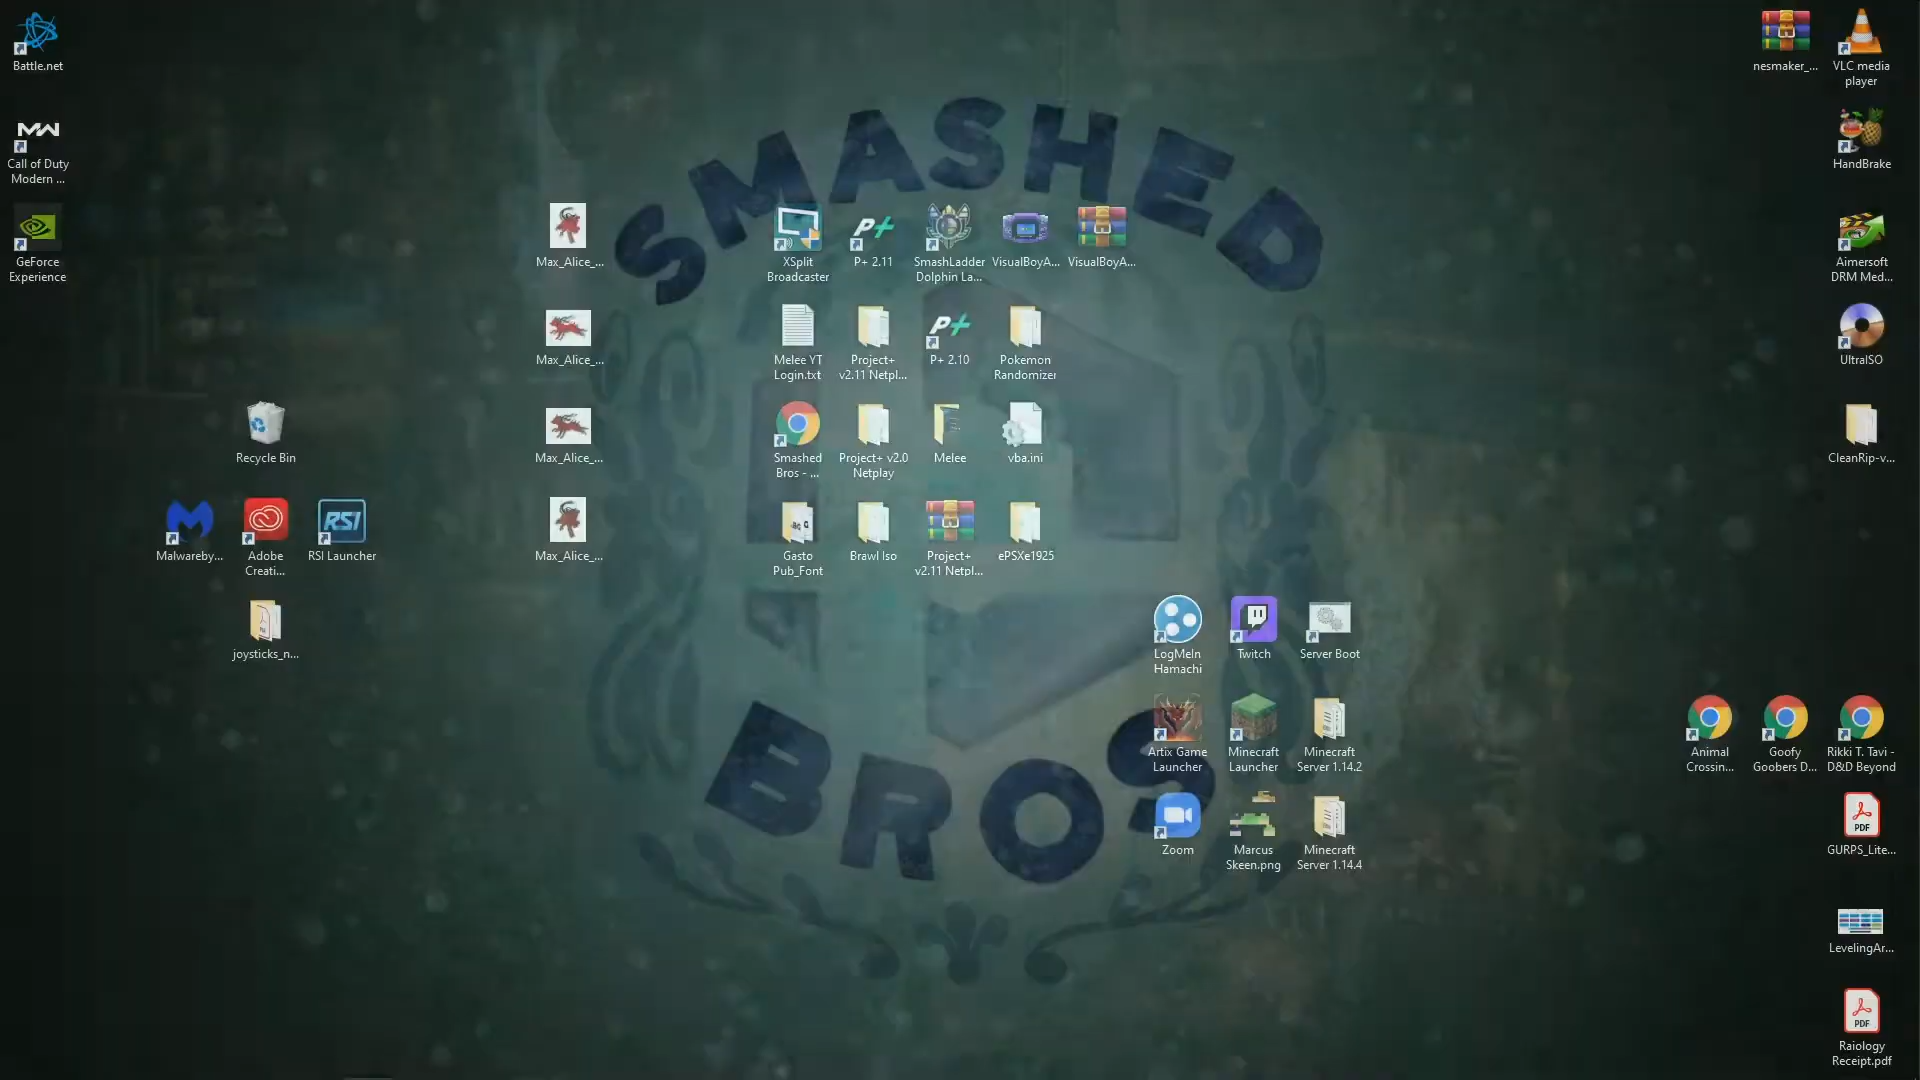 Battle.net
nesmaker_...
VLC media
player
Call of Duty
Modern ...
HandBrake
SMASHED
GeForce
Experience
Max_Alice_...
XSplit
Broadcaster
P+ 2.11
SmashLadder
Dolphin La...
VisualBoyA...
VisualBoyA...
Aimersoft
DRM Med...
Max_Alice_...
Melee YT
Login.txt
Project+
v2.11 Netpl...
P+ 2.10
Pokemon
Randomizer
UltraISO
Recycle Bin
Max_Alice_...
Smashed
Bros - ...
Project+ v2.0
Netplay
Melee
vba.ini
CleanRip-v...
Malwareby...
Adobe
Creati...
RSI
RSI Launcher
Max_Alice_...
Gasto
Pub_Font
Brawl Iso
Project+
v2.11 Netpl...
ePSXe1925
joysticks_n...
LogMeIn
Hamachi
Twitch
Server Boot
BROS
Artix Game
Launcher
Minecraft
Launcher
Minecraft
Server 1.14.2
Animal
Crossin...
Goofy
Goobers D...
Rikki T. Tavi -
D&D Beyond
Zoom
Marcus
Skeen.png
Minecraft
Server 1.14.4
PDF
GURPS_Lite...
LevelingAr...
PDF
Raiology
Receipt.pdf